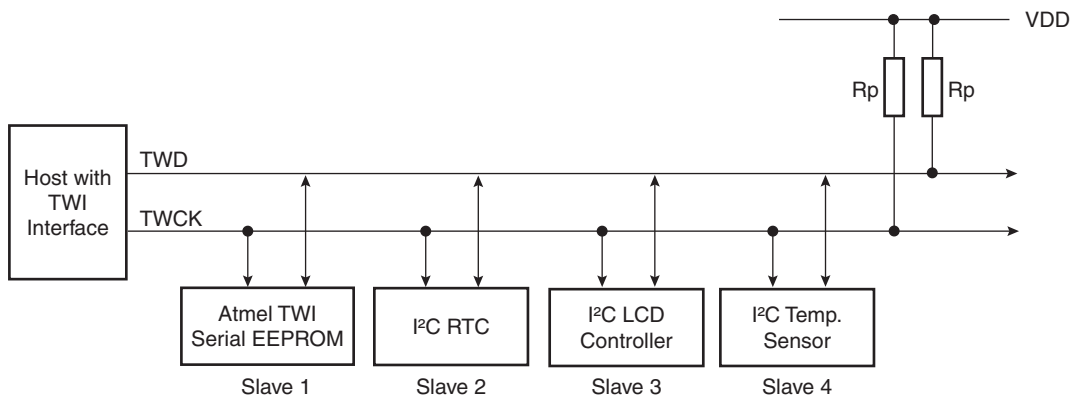 VDD
Rp
Rp
TWD
Host with
TWI
Interface
TWCK
Atmel TWI
Serial EEPROM
I²C RTC
I²C LCD
Controller
I²C Temp.
Sensor
Slave 1
Slave 2
Slave 3
Slave 4